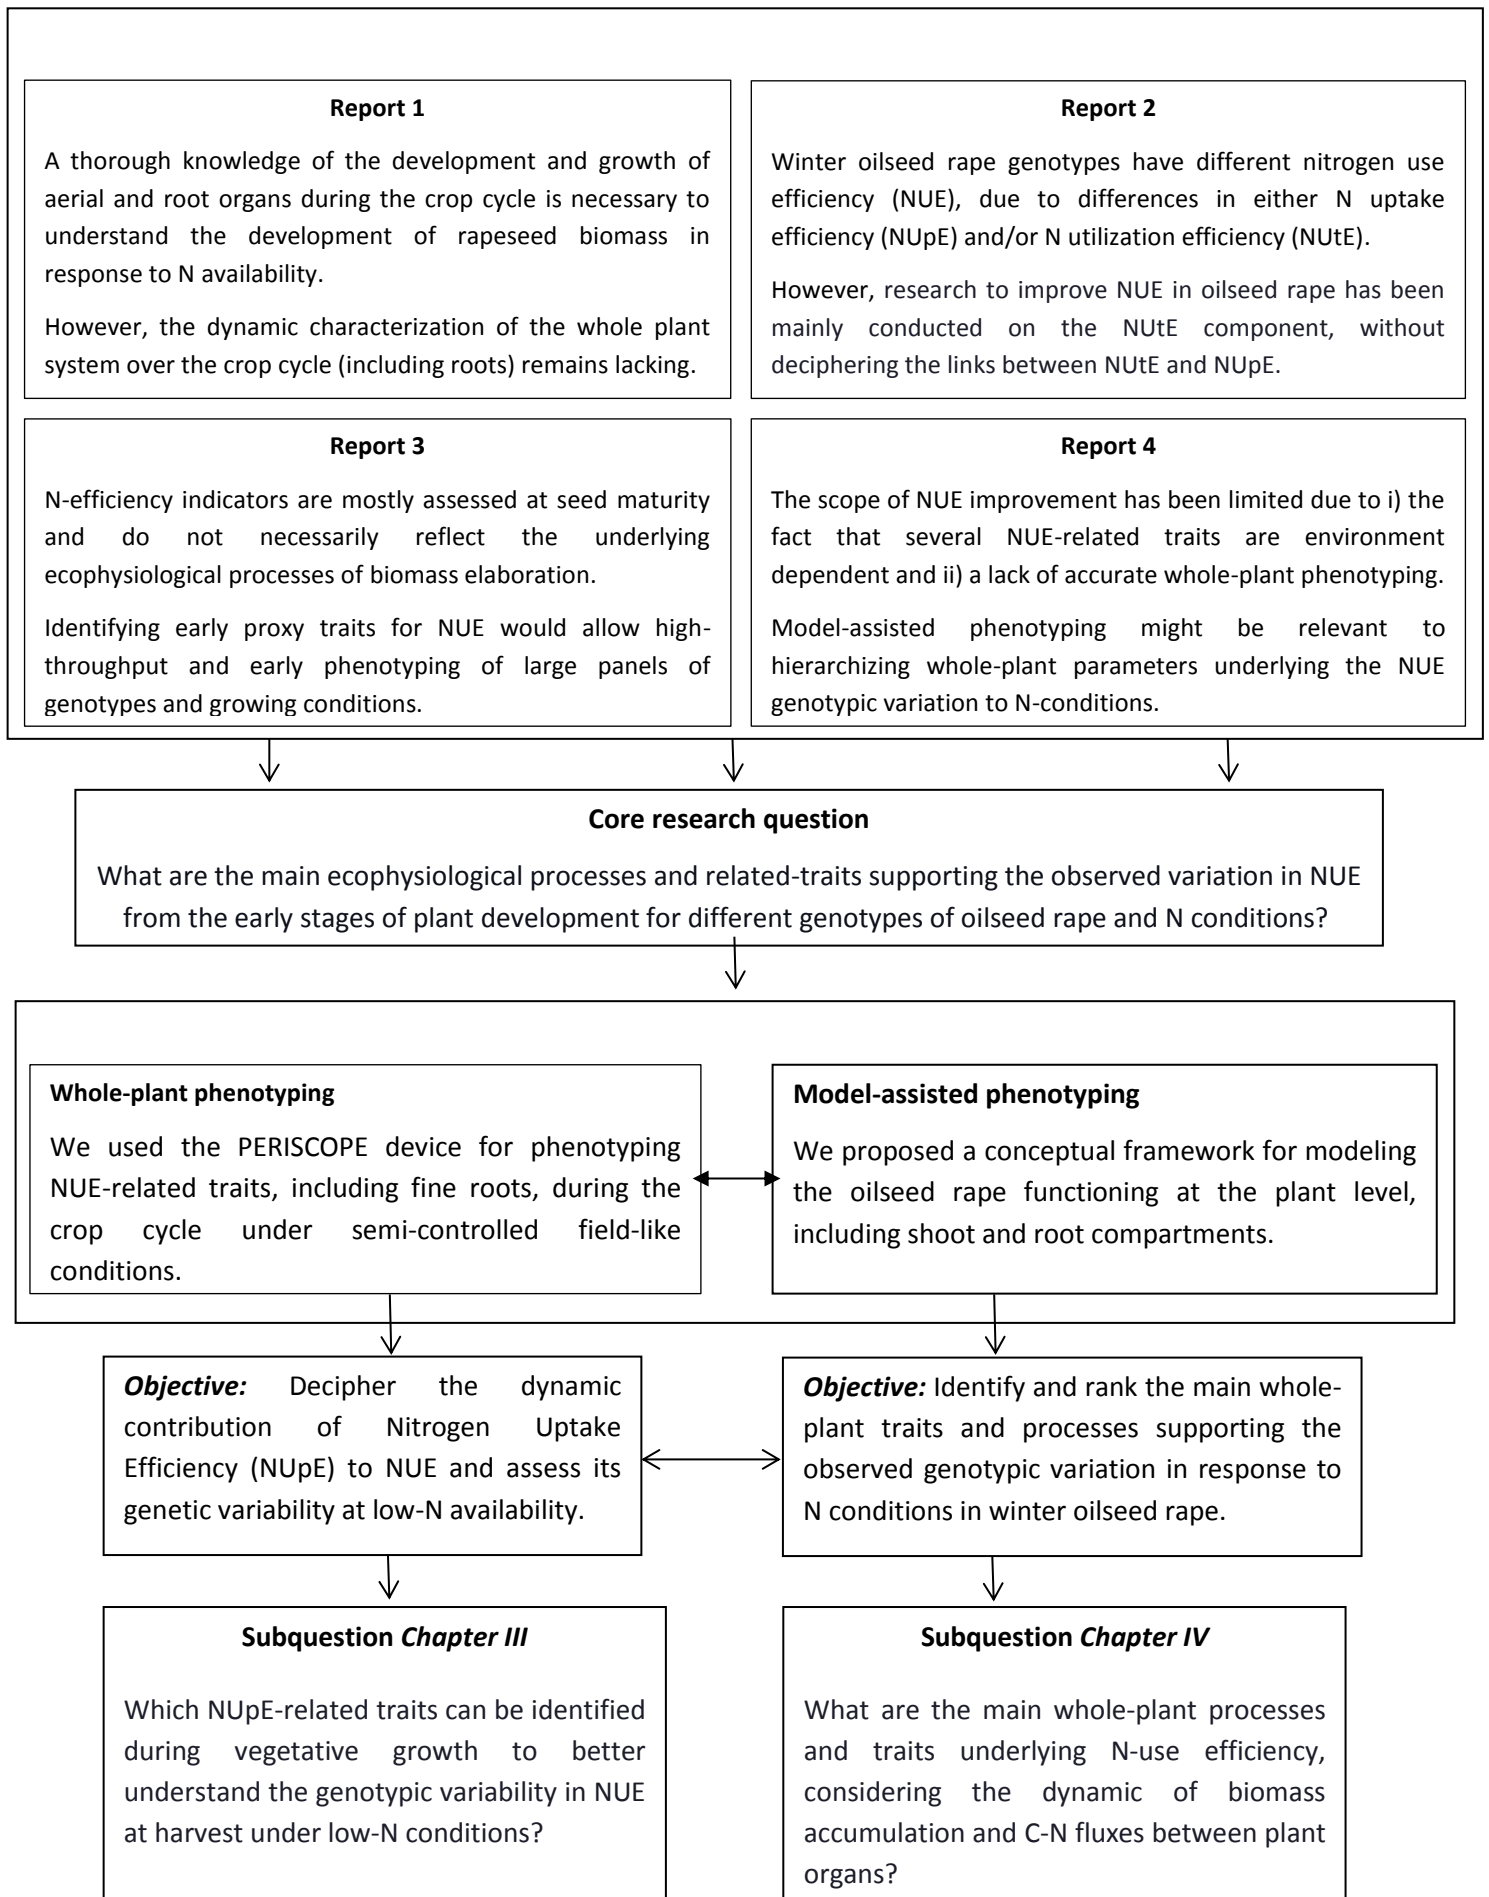 Report 1
A thorough knowledge of the development and growth of
aerial and root organs during the crop cycle is necessary to
understand the development of rapeseed biomass in
response to N availability.
However, the dynamic characterization of the whole plant
system over the crop cycle (including roots) remains lacking.
Report 2
Winter oilseed rape genotypes have different nitrogen use
efficiency (NUE), due to differences in either N uptake
efficiency (NUpE) and/or N utilization efficiency (NUtE).
However, research to improve NUE in oilseed rape has been
mainly conducted on the NUtE component, without
deciphering the links between NUtE and NUpE.
Report 3
N-efficiency indicators are mostly assessed at seed maturity
and do not necessarily reflect the underlying
ecophysiological processes of biomass elaboration.
Identifying early proxy traits for NUE would allow high-
throughput and early phenotyping of large panels of
genotypes and growing conditions.
Report 4
The scope of NUE improvement has been limited due to i) the
fact that several NUE-related traits are environment
dependent and ii) a lack of accurate whole-plant phenotyping.
Model-assisted phenotyping might be relevant to
hierarchizing whole-plant parameters underlying the NUE
genotypic variation to N-conditions.
Core research question
What are the main ecophysiological processes and related-traits supporting the observed variation in NUE
from the early stages of plant development for different genotypes of oilseed rape and N conditions?
Whole-plant phenotyping
We used the PERISCOPE device for phenotyping
NUE-related traits, including fine roots, during the
crop cycle under semi-controlled field-like
conditions.
Model-assisted phenotyping
We proposed a conceptual framework for modeling
the oilseed rape functioning at the plant level,
including shoot and root compartments.
Objective: Decipher the dynamic
contribution of Nitrogen Uptake
Efficiency (NUpE) to NUE and assess its
genetic variability at low-N availability.
Objective: Identify and rank the main whole-
plant traits and processes supporting the
observed genotypic variation in response to
N conditions in winter oilseed rape.
Subquestion Chapter III
Which NUpE-related traits can be identified
during vegetative growth to better
understand the genotypic variability in NUE
at harvest under low-N conditions?
Subquestion Chapter IV
What are the main whole-plant processes
and traits underlying N-use efficiency,
considering the dynamic of biomass
accumulation and C-N fluxes between plant
organs?